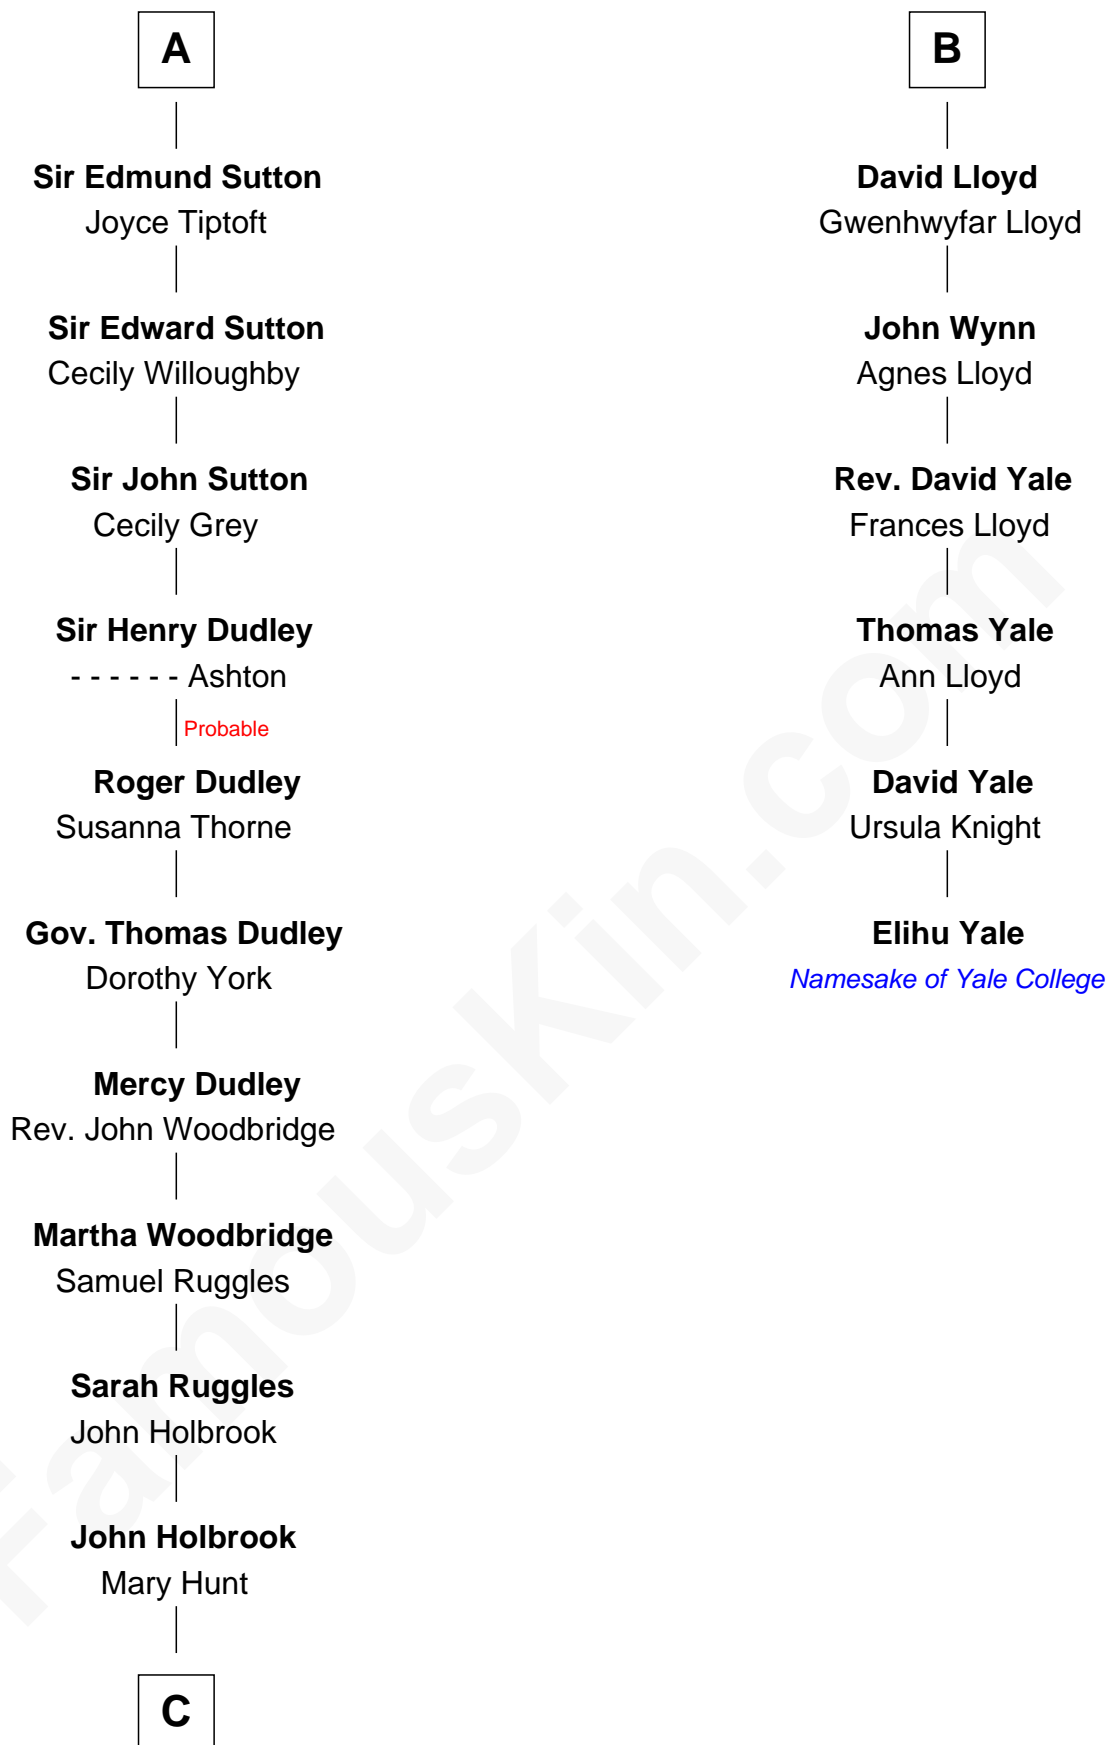 A
Sir Edmund Sutton
Joyce Tiptoft
Sir Edward Sutton
Cecily Willoughby
Sir John Sutton
Cecily Grey
Sir Henry Dudley
- - - - - - Ashton
Probable
Roger Dudley
Susanna Thorne
Gov. Thomas Dudley
Dorothy York
Mercy Dudley
Rev. John Woodbridge
Martha Woodbridge
Samuel Ruggles
Sarah Ruggles
John Holbrook
John Holbrook
Mary Hunt
C
B
David Lloyd
Gwenhwyfar Lloyd
John Wynn
Agnes Lloyd
Rev. David Yale
Frances Lloyd
Thomas Yale
Ann Lloyd
David Yale
Ursula Knight
Elihu Yale
Namesake of Yale College
FamousKin.com